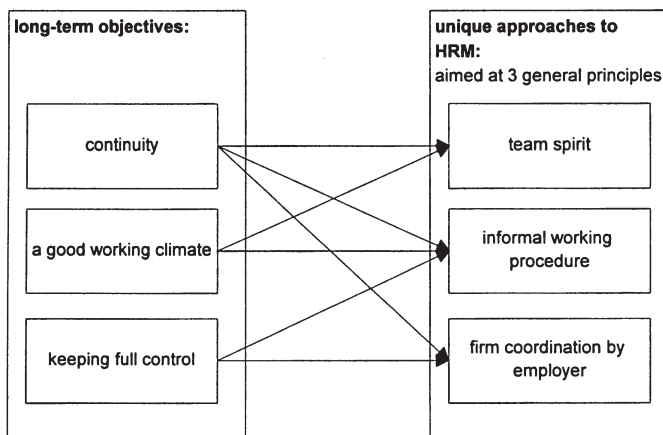 long-term objectives:
continuity
a good working climate
keeping full control
unique approaches to
HRM:
aimed at 3 general principles
team spirit
informal working
procedure
firm coordination by
employer